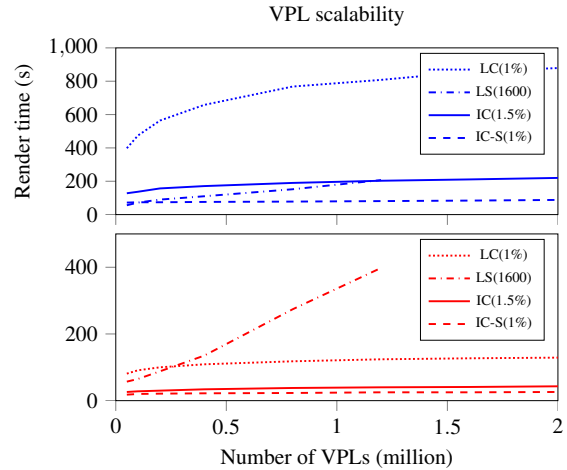 VPL scalability
1,000
800
600
400
200
0
Render time (s)
LC(1%)
LS(1600)
IC(1.5%)
IC-S(1%)
400
200
0
LC(1%)
LS(1600)
IC(1.5%)
IC-S(1%)
0 0.5 1 1.5 2
Number of VPLs (million)